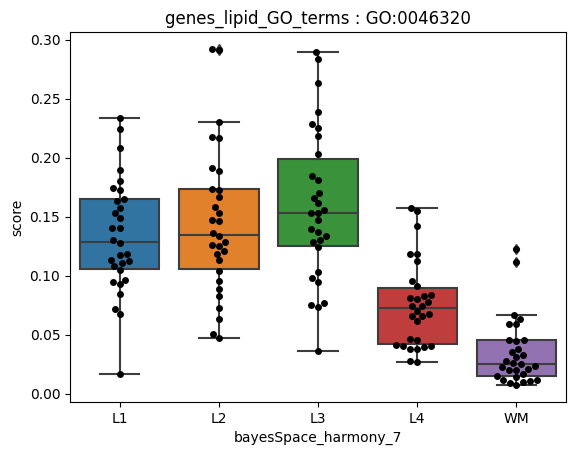 genes_lipid_GO_terms : GO:0046320
0.30
0.25
0.20
0.15
0.10
0.05
0.00
score
L1 L2 L3 L4 WM
bayesSpace_harmony_7